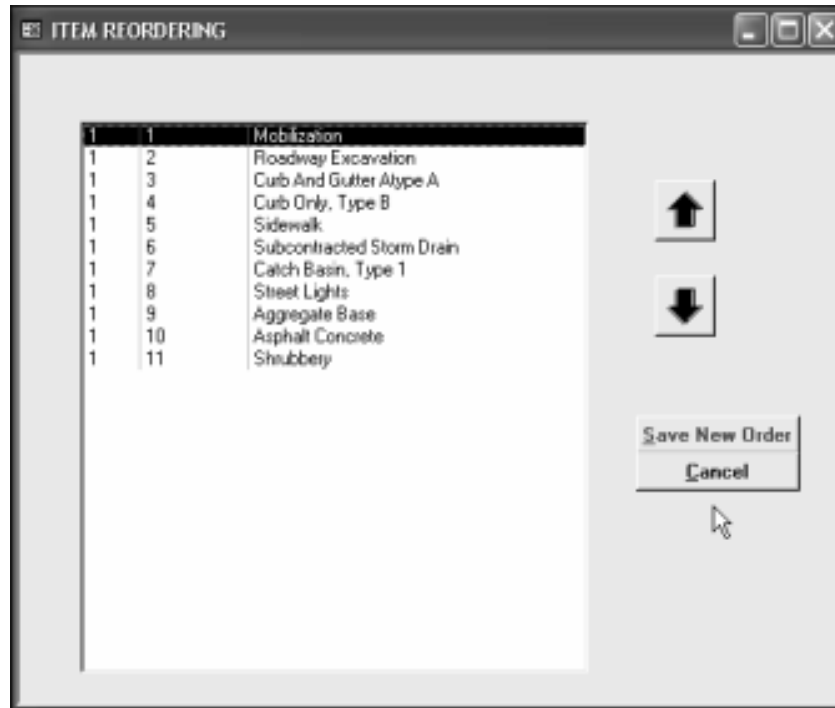 ITEM REORDERING
1 1 Mobilization
1 2 Roadway Excavation
1 3 Curb And Gutter Atype A
1 4 Curb Only, Type B
1 5 Sidewalk
1 6 Subcontracted Storm Drain
1 7 Catch Basin, Type 1
1 8 Street Lights
1 9 Aggregate Base
1 10 Asphalt Concrete
1 11 Shrubbery
Save New Order
Cancel